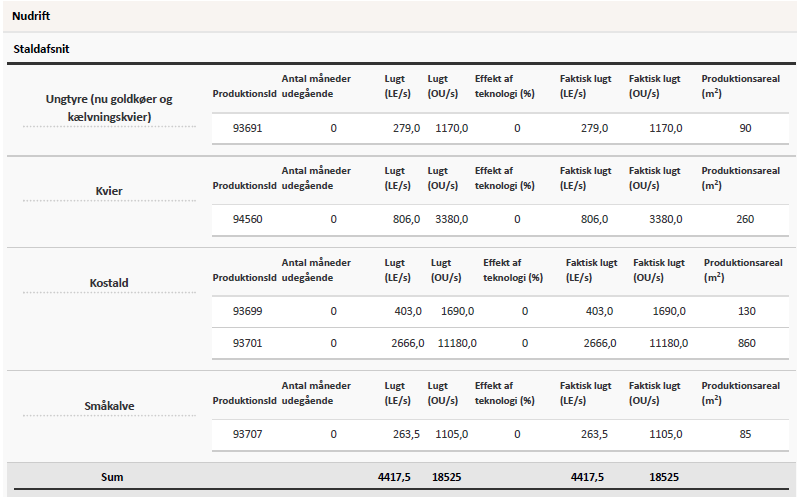 Nudrift
Staldafsnit
Ungtyre (nu goldkøer og kælvningskvier)
ProduktionsId Antal måneder udegående Lugt (LE/s) Lugt (OU/s) Effekt af teknologi (%) Faktisk lugt (LE/s) Faktisk lugt (OU/s) Produktionsareal (m²)
93691 0 279,0 1170,0 0 279,0 1170,0 90
Kvier
ProduktionsId Antal måneder udegående Lugt (LE/s) Lugt (OU/s) Effekt af teknologi (%) Faktisk lugt (LE/s) Faktisk lugt (OU/s) Produktionsareal (m²)
94560 0 806,0 3380,0 0 806,0 3380,0 260
Kostald
ProduktionsId Antal måneder udegående Lugt (LE/s) Lugt (OU/s) Effekt af teknologi (%) Faktisk lugt (LE/s) Faktisk lugt (OU/s) Produktionsareal (m²)
93699 0 403,0 1690,0 0 403,0 1690,0 130
93701 0 2666,0 11180,0 0 2666,0 11180,0 860
Småkalve
ProduktionsId Antal måneder udegående Lugt (LE/s) Lugt (OU/s) Effekt af teknologi (%) Faktisk lugt (LE/s) Faktisk lugt (OU/s) Produktionsareal (m²)
93707 0 263,5 1105,0 0 263,5 1105,0 85
Sum 4417,5 18525 4417,5 18525